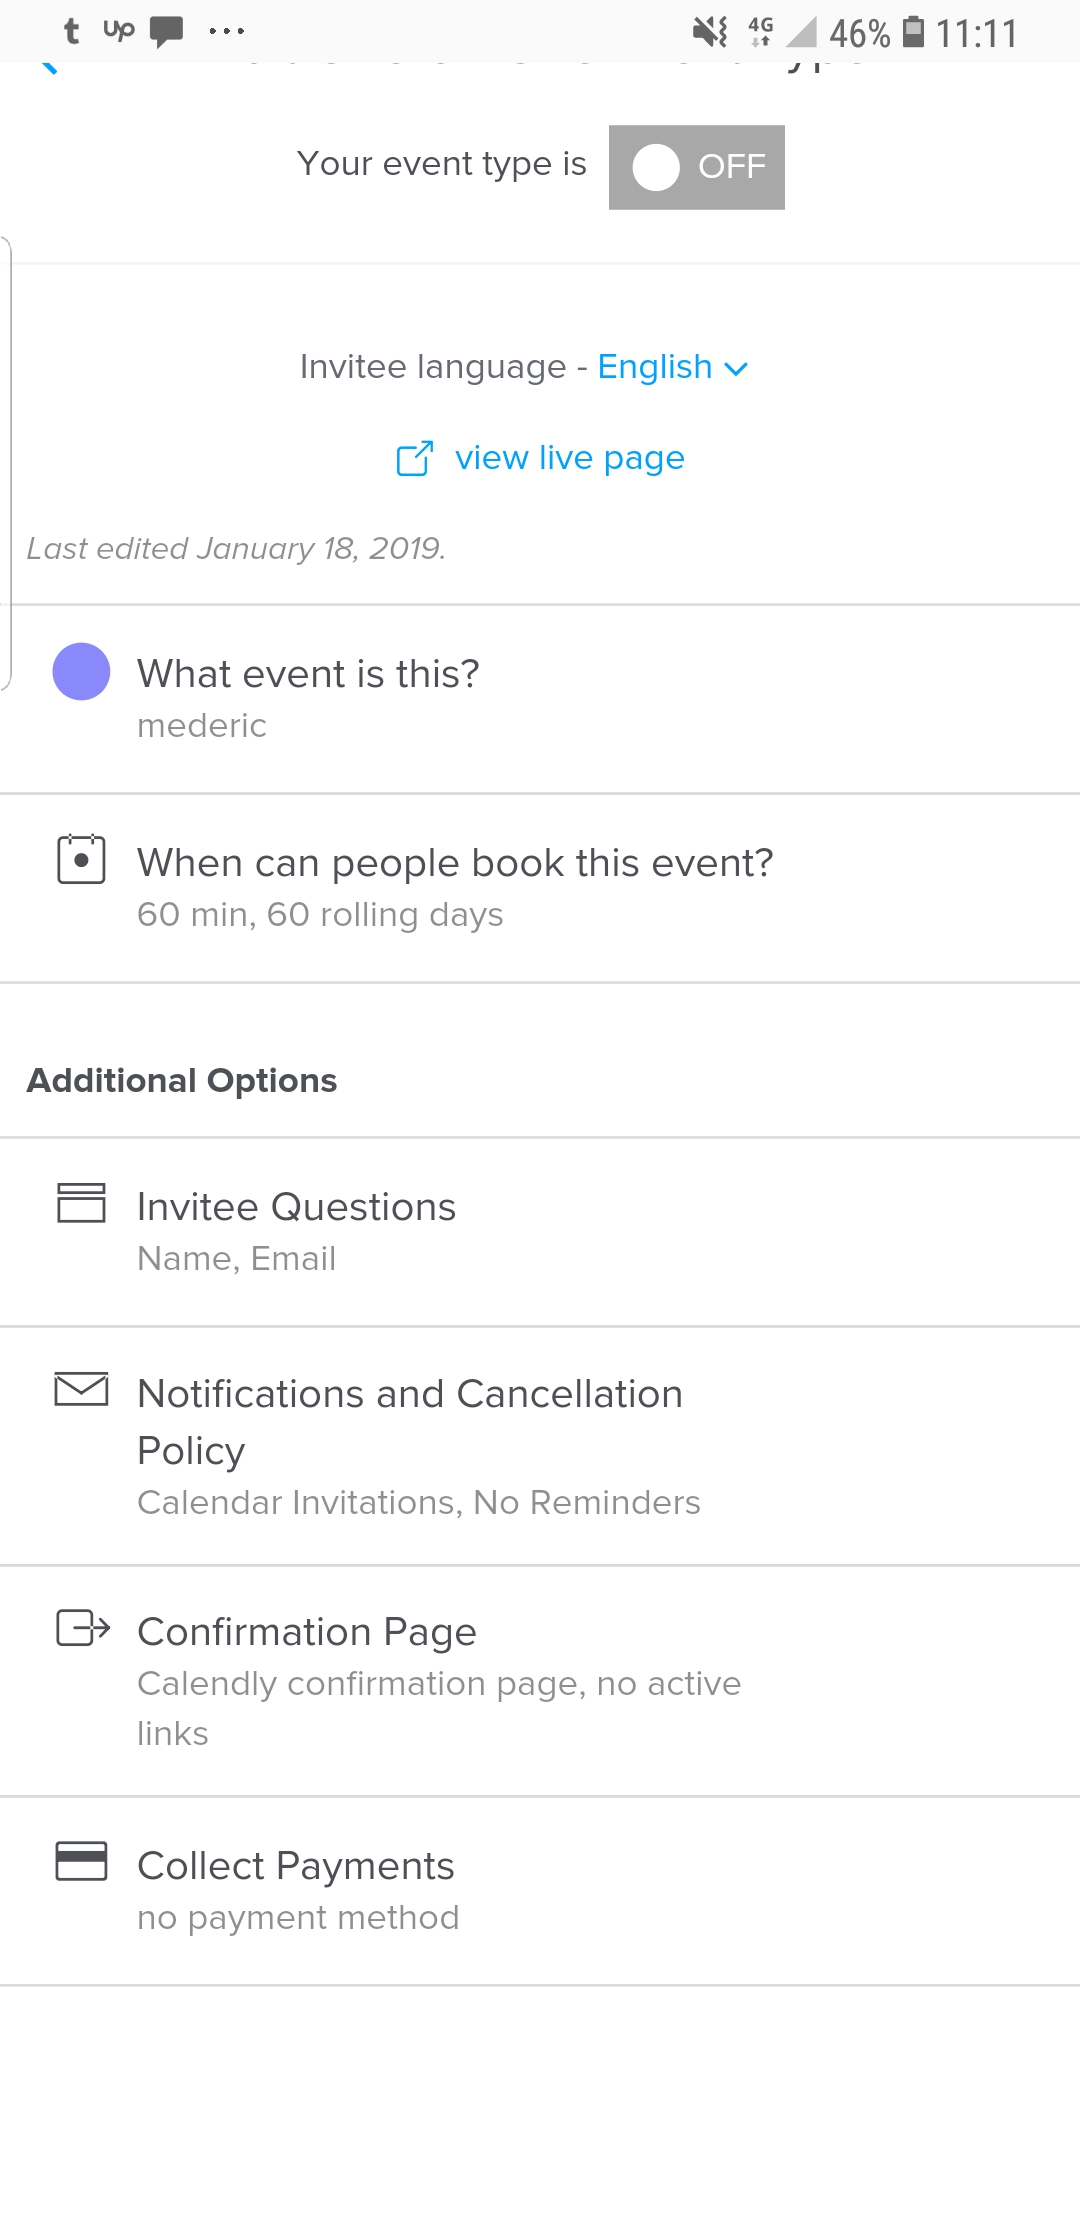 46% 11:11
Your event type is OFF
Invitee language - English
view live page
Last edited January 18, 2019.
What event is this?
mederic
When can people book this event?
60 min, 60 rolling days
Additional Options
Invitee Questions
Name, Email
Notifications and Cancellation
Policy
Calendar Invitations, No Reminders
Confirmation Page
Calendly confirmation page, no active
links
Collect Payments
no payment method